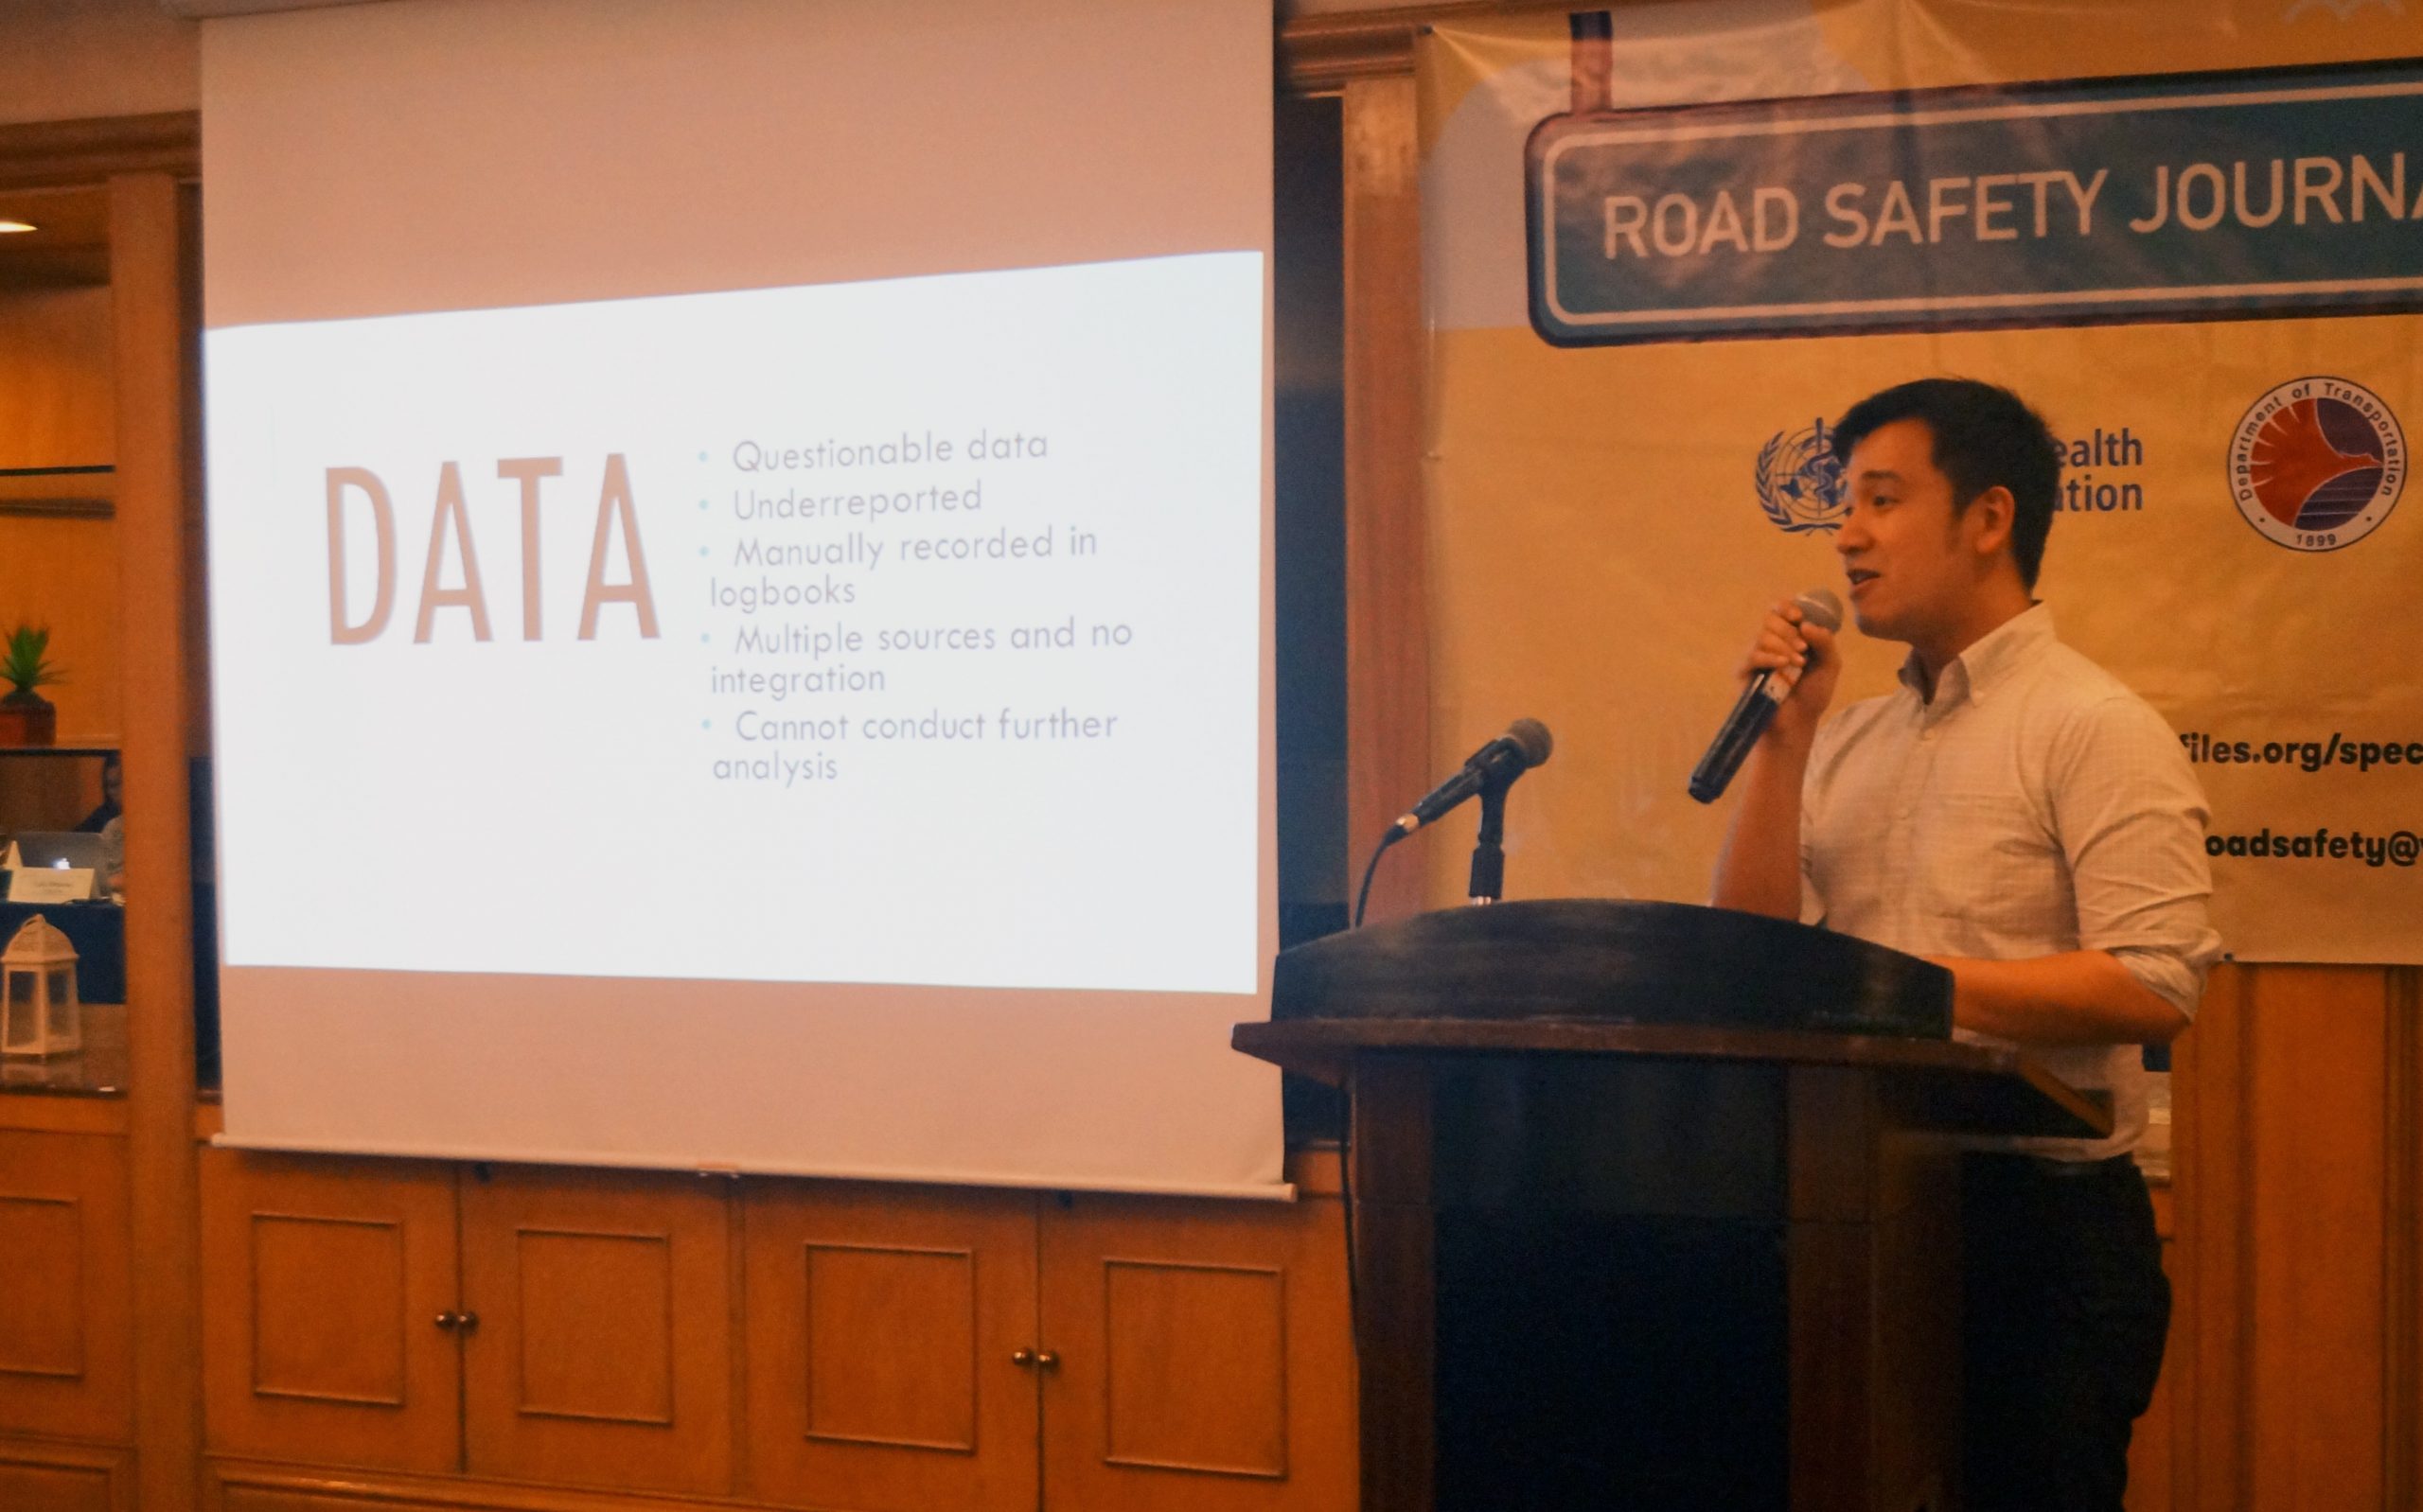 DATA
• Questionable data
• Underreported
• Manually recorded in
logbooks
• Multiple sources and no
integration
• Cannot conduct further
analysis
ROAD SAFETY JOURNA
ealth
ation
Department of Transportation
1899
files.org/spec
oadsafety@